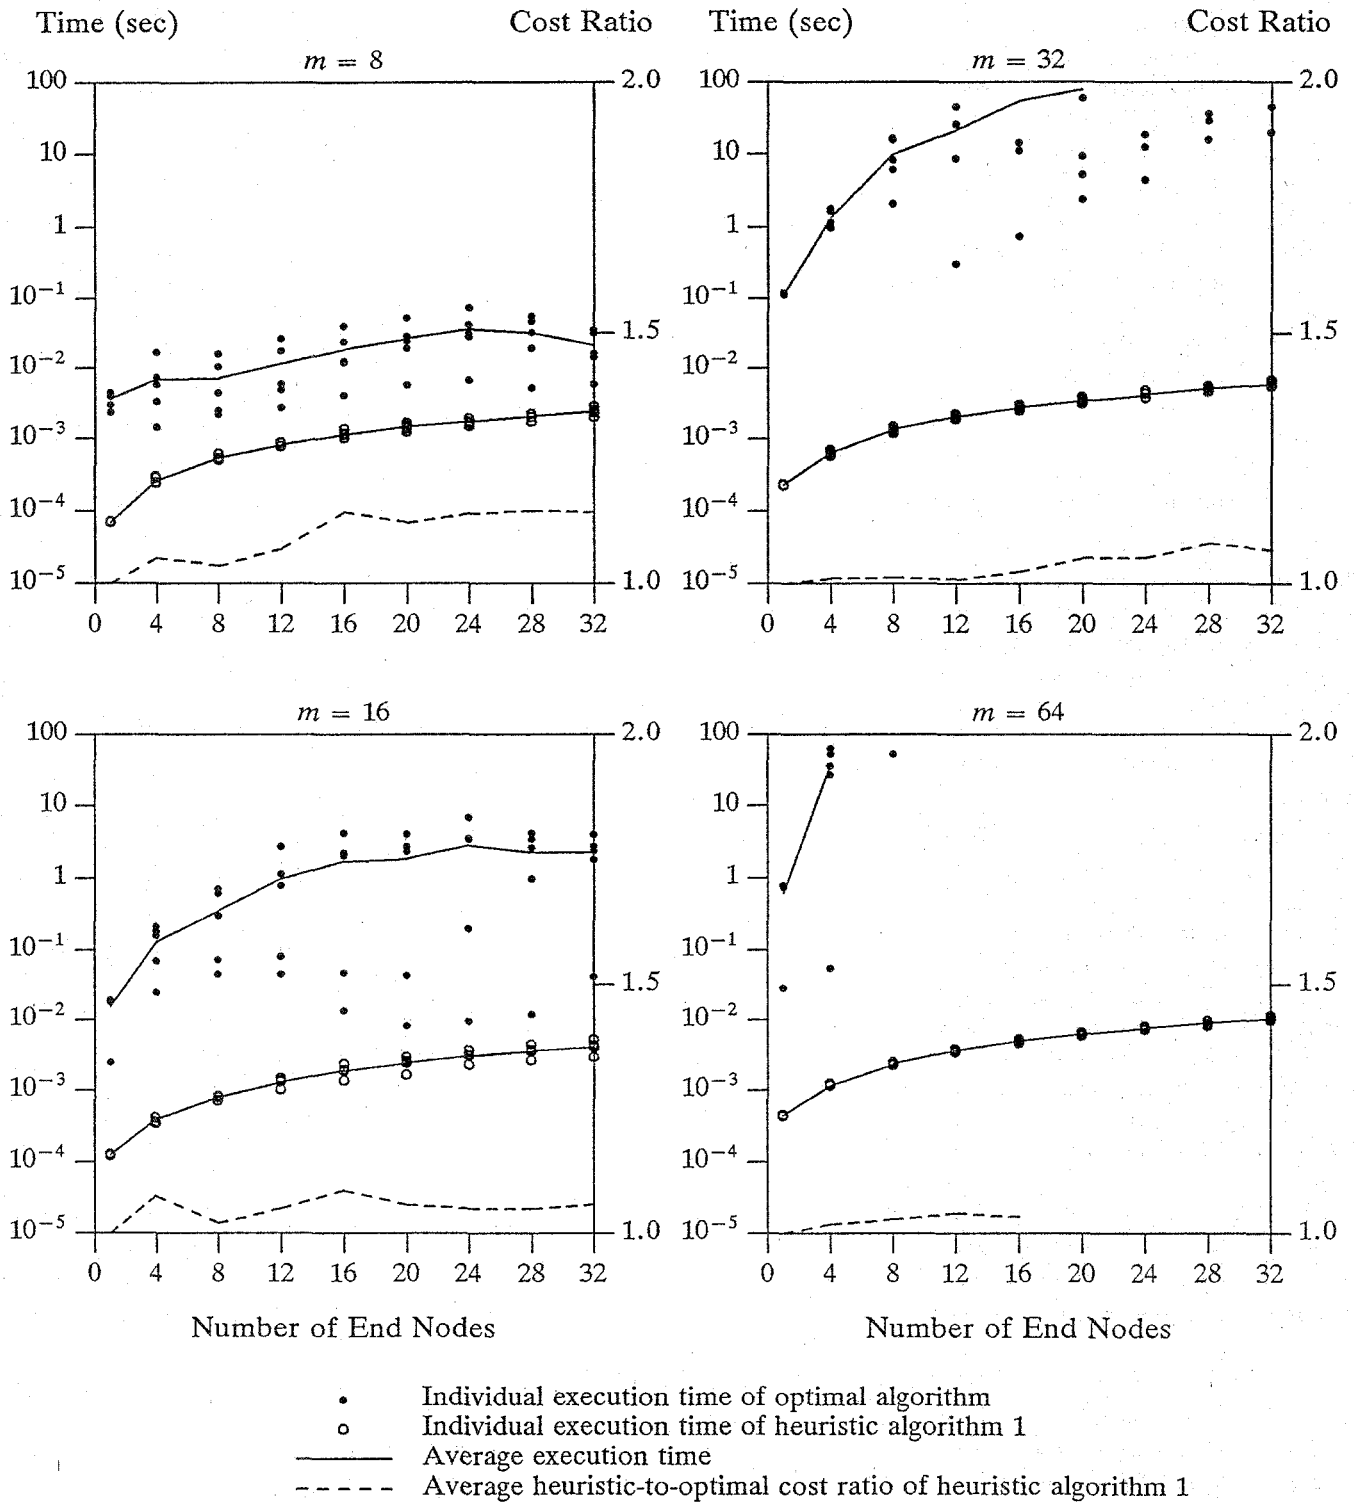 Time (sec) Cost Ratio
m = 8
100
10
1
10⁻¹
10⁻²
10⁻³
10⁻⁴
10⁻⁵
2.0
1.5
1.0
0 4 8 12 16 20 24 28 32
Time (sec) Cost Ratio
m = 32
100
10
1
10⁻¹
10⁻²
10⁻³
10⁻⁴
10⁻⁵
2.0
1.5
1.0
0 4 8 12 16 20 24 28 32
m = 16
100
10
1
10⁻¹
10⁻²
10⁻³
10⁻⁴
10⁻⁵
2.0
1.5
1.0
0 4 8 12 16 20 24 28 32
Number of End Nodes
m = 64
100
10
1
10⁻¹
10⁻²
10⁻³
10⁻⁴
10⁻⁵
2.0
1.5
1.0
0 4 8 12 16 20 24 28 32
Number of End Nodes
Individual execution time of optimal algorithm
Individual execution time of heuristic algorithm 1
Average execution time
Average heuristic-to-optimal cost ratio of heuristic algorithm 1